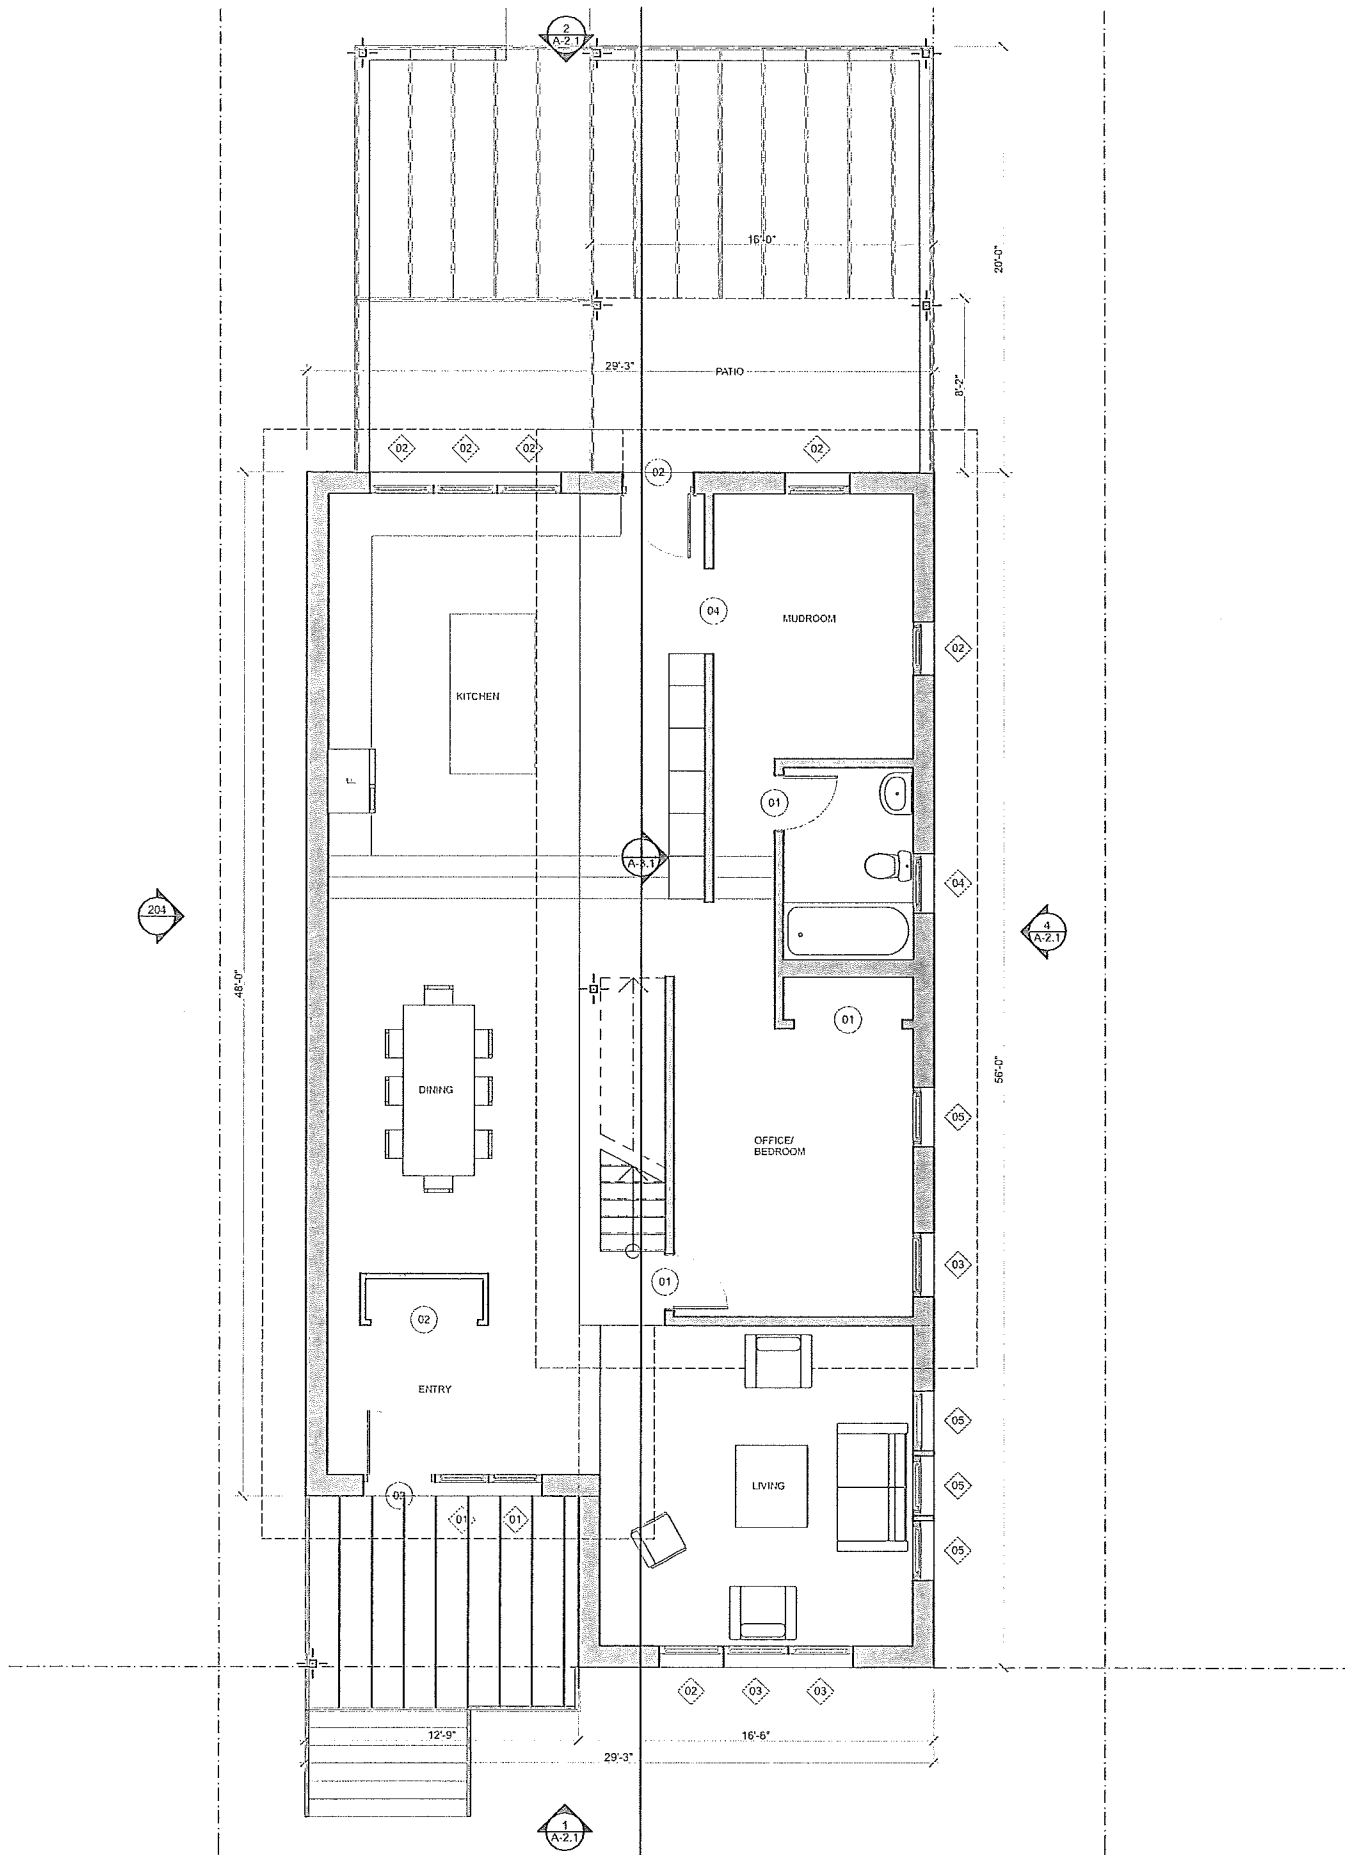 2
A-2.1
16'-0"
20'-0"
29'-3"
PATIO
8'-2"
02
02
02
02
02
04
MUDROOM
02
KITCHEN
F
01
A-3.1
04
204
4
A-2.1
48'-0"
01
56'-0"
DINING
05
OFFICE/
BEDROOM
03
01
02
ENTRY
05
LIVING
05
01
01
05
02
03
03
12'-9"
16'-6"
29'-3"
1
A-2.1